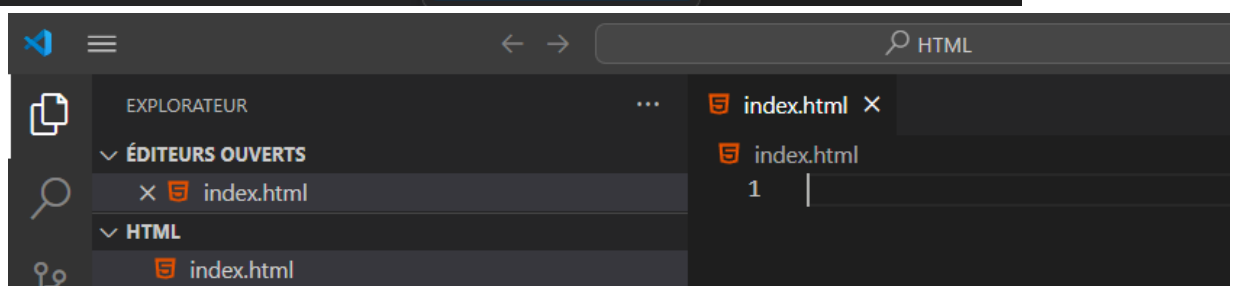 HTML
EXPLORATEUR ... index.html
ÉDITEURS OUVERTS index.html
index.html 1
HTML
index.html